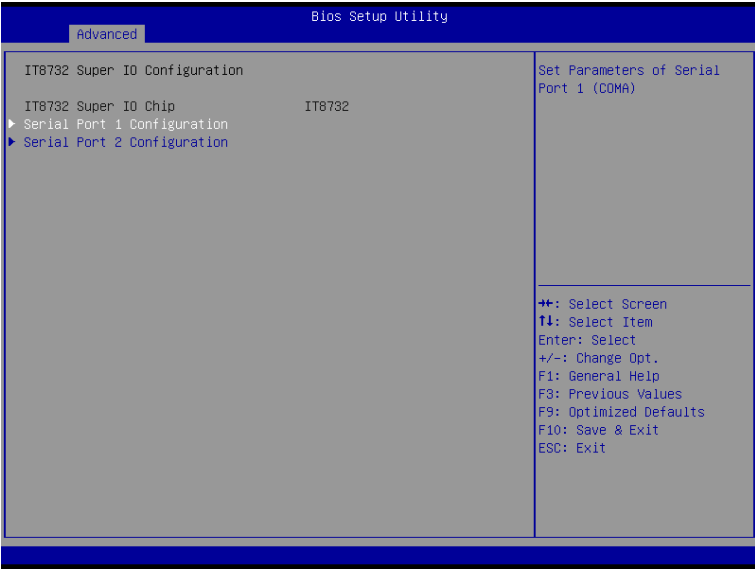 Bios Setup Utility
Advanced
IT8732 Super IO Configuration
IT8732 Super IO Chip IT8732
Serial Port 1 Configuration
Serial Port 2 Configuration
Set Parameters of Serial
Port 1 (COMA)
→←: Select Screen
↑↓: Select Item
Enter: Select
+/-: Change Opt.
F1: General Help
F3: Previous Values
F9: Optimized Defaults
F10: Save & Exit
ESC: Exit